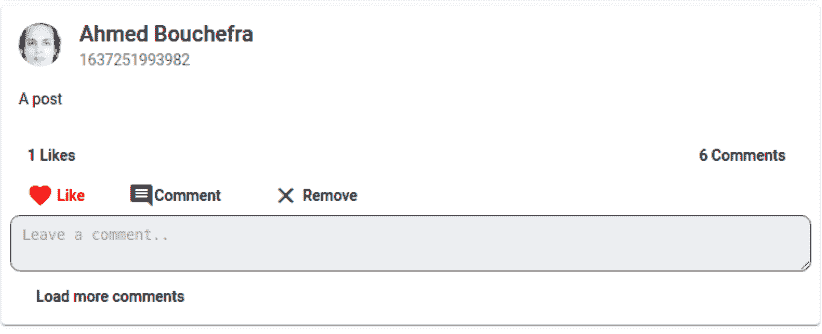 Ahmed Bouchefra
1637251993982
A post
1 Likes 6 Comments
Like Comment Remove
Leave a comment..
Load more comments